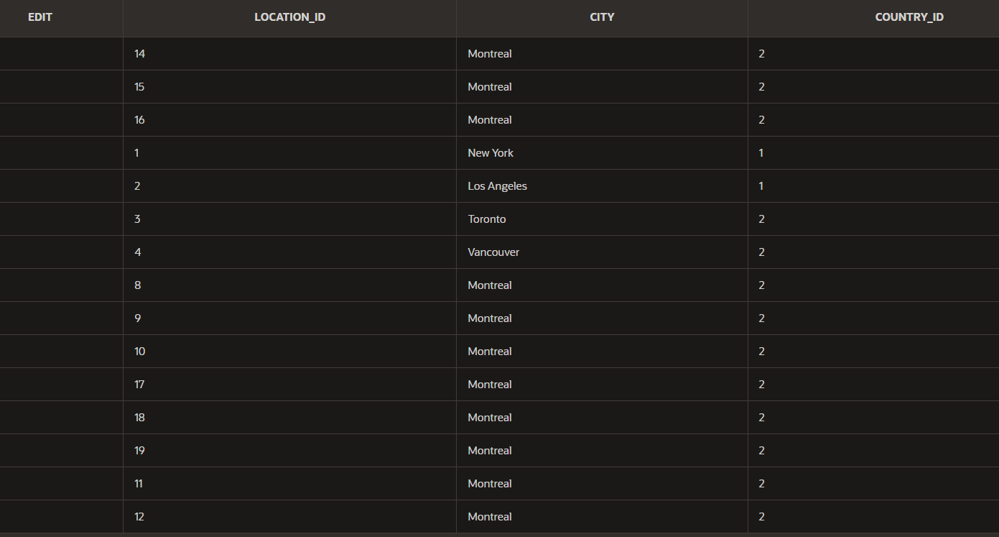 EDIT LOCATION_ID CITY COUNTRY_ID
14 Montreal 2
15 Montreal 2
16 Montreal 2
1 New York 1
2 Los Angeles 1
3 Toronto 2
4 Vancouver 2
8 Montreal 2
9 Montreal 2
10 Montreal 2
17 Montreal 2
18 Montreal 2
19 Montreal 2
11 Montreal 2
12 Montreal 2